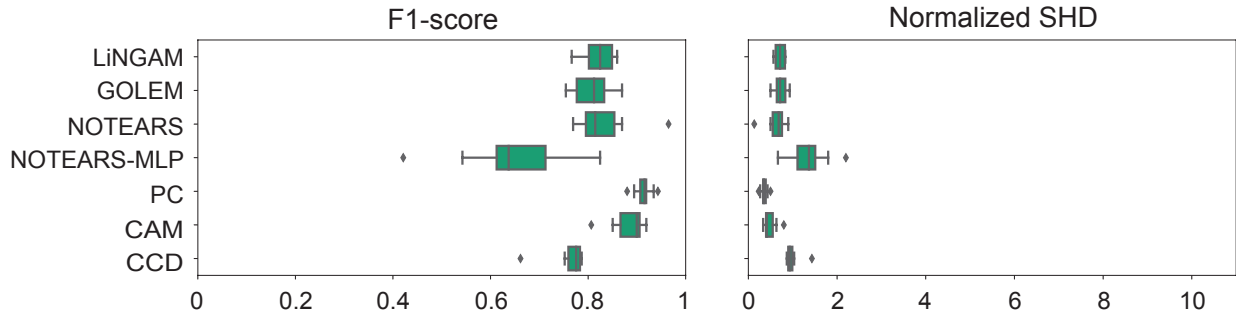 F1-score
Normalized SHD
LiNGAM
GOLEM
NOTEARS
NOTEARS-MLP
PC
CAM
CCD
0 0.2 0.4 0.6 0.8 1
0 2 4 6 8 10